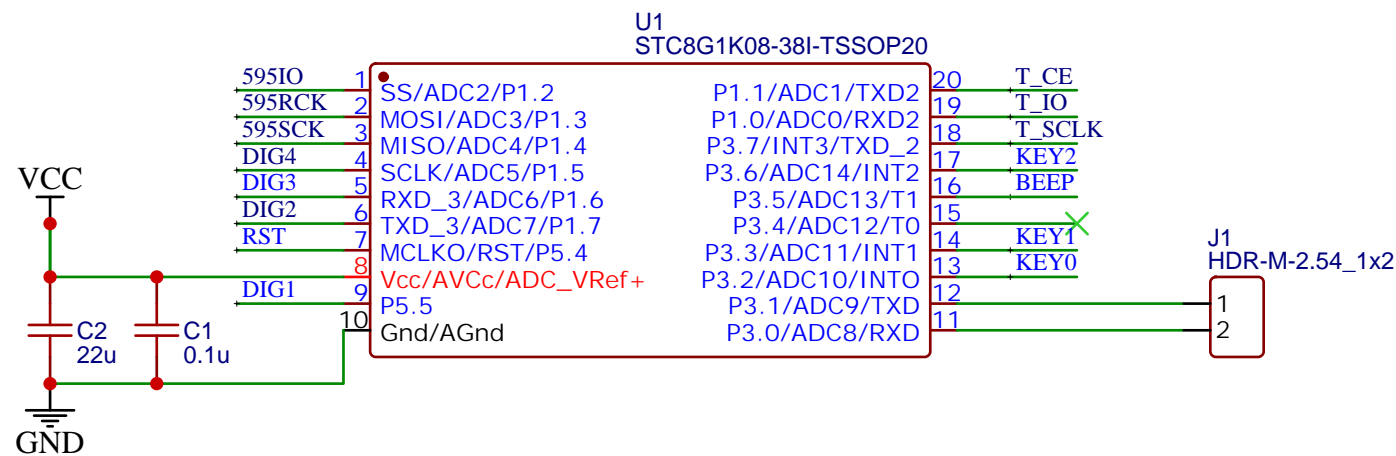 U1
STC8G1K08-38I-TSSOP20
595IO 1 SS/ADC2/P1.2 P1.1/ADC1/TXD2 20 T_CE
595RCK 2 MOSI/ADC3/P1.3 P1.0/ADC0/RXD2 19 T_IO
595SCK 3 MISO/ADC4/P1.4 P3.7/INT3/TXD_2 18 T_SCLK
DIG4 4 SCLK/ADC5/P1.5 P3.6/ADC14/INT2 17 KEY2
VCC
DIG3 5 RXD_3/ADC6/P1.6 P3.5/ADC13/T1 16 BEEP
DIG2 6 TXD_3/ADC7/P1.7 P3.4/ADC12/T0 15
RST 7 MCLKO/RST/P5.4 P3.3/ADC11/INT1 14 KEY1
J1
HDR-M-2.54_1x2
8 Vcc/AVCc/ADC_VRef+ P3.2/ADC10/INTO 13 KEY0
DIG1 9 P5.5 P3.1/ADC9/TXD 12 1
10 Gnd/AGnd P3.0/ADC8/RXD 11 2
C2
22u
C1
0.1u
GND